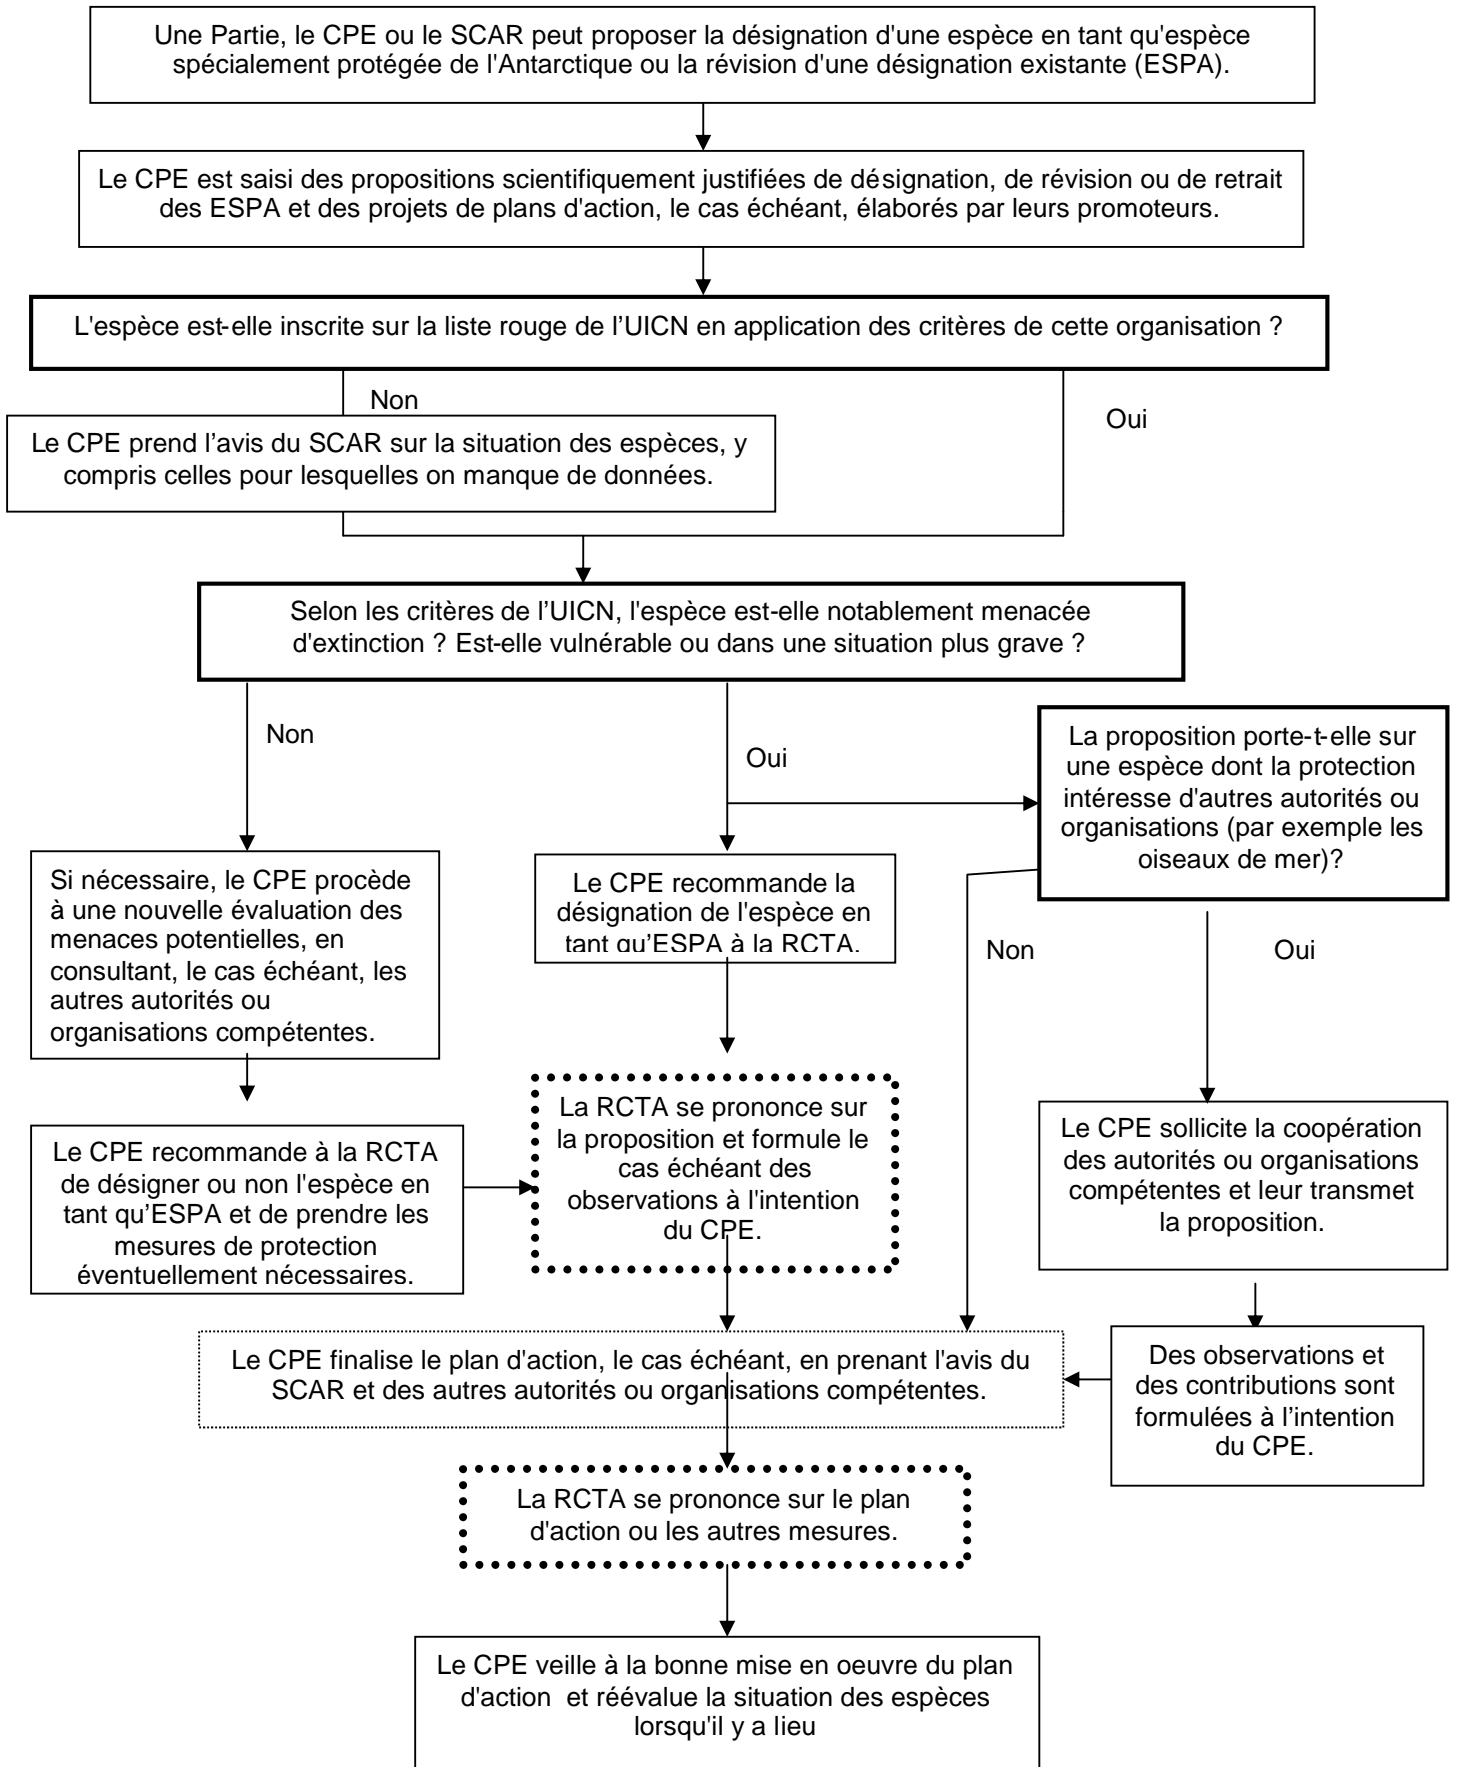 Une Partie, le CPE ou le SCAR peut proposer la désignation d'une espèce en tant qu'espèce
spécialement protégée de l'Antarctique ou la révision d'une désignation existante (ESPA).
Le CPE est saisi des propositions scientifiquement justifiées de désignation, de révision ou de retrait
des ESPA et des projets de plans d'action, le cas échéant, élaborés par leurs promoteurs.
L'espèce est-elle inscrite sur la liste rouge de l’UICN en application des critères de cette organisation ?
Non
Oui
Le CPE prend l’avis du SCAR sur la situation des espèces, y
compris celles pour lesquelles on manque de données.
Selon les critères de l’UICN, l'espèce est-elle notablement menacée
d'extinction ? Est-elle vulnérable ou dans une situation plus grave ?
Non
Oui
La proposition porte-t-elle sur
une espèce dont la protection
intéresse d'autres autorités ou
organisations (par exemple les
oiseaux de mer)?
Si nécessaire, le CPE procède
à une nouvelle évaluation des
menaces potentielles, en
consultant, le cas échéant, les
autres autorités ou
organisations compétentes.
Le CPE recommande la
désignation de l'espèce en
tant qu’ESPA à la RCTA.
Non
Oui
Le CPE recommande à la RCTA
de désigner ou non l'espèce en
tant qu’ESPA et de prendre les
mesures de protection
éventuellement nécessaires.
La RCTA se prononce sur
la proposition et formule le
cas échéant des
observations à l'intention
du CPE.
Le CPE sollicite la coopération
des autorités ou organisations
compétentes et leur transmet
la proposition.
Le CPE finalise le plan d'action, le cas échéant, en prenant l'avis du
SCAR et des autres autorités ou organisations compétentes.
Des observations et
des contributions sont
formulées à l’intention
du CPE.
La RCTA se prononce sur le plan
d'action ou les autres mesures.
Le CPE veille à la bonne mise en oeuvre du plan
d'action et réévalue la situation des espèces
lorsqu'il y a lieu